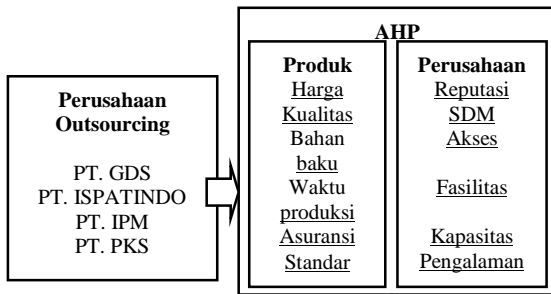 Perusahaan
Outsourcing
PT. GDS
PT. ISPATINDO
PT. IPM
PT. PKS
AHP
Produk
Harga
Kualitas
Bahan
baku
Waktu
produksi
Asuransi
Standar
Perusahaan
Reputasi
SDM
Akses
Fasilitas
Kapasitas
Pengalaman